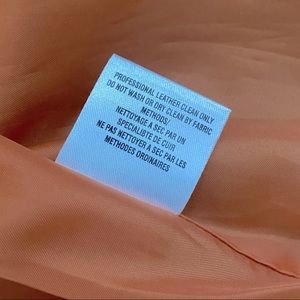 PROFESSIONAL LEATHER CLEAN ONLY
DO NOT WASH OR DRY CLEAN BY FABRIC
METHODS/
NETTOYAGE A SEC PAR UN
SPECIALISTE DE CUIR
NE PAS NETTOYER A SEC PAR LES
METHODES ORDINAIRES